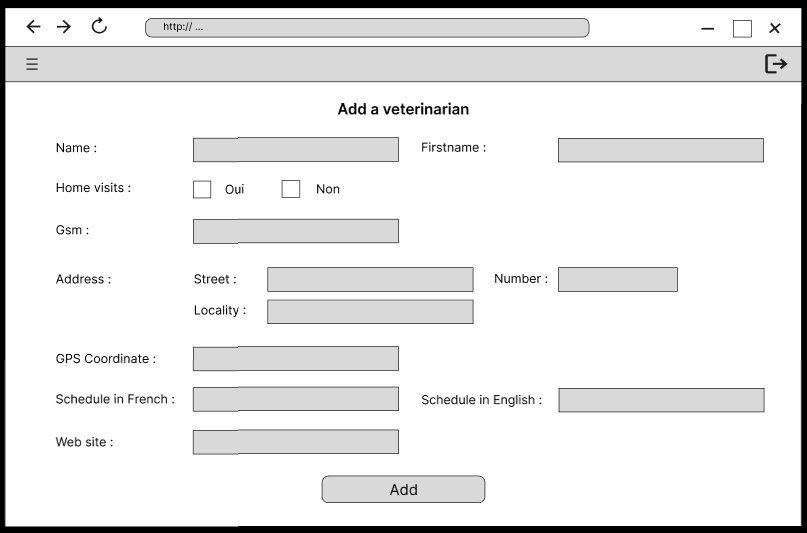 http:// ...
Add a veterinarian
Name :
Firstname :
Home visits :
Oui
Non
Gsm :
Address :
Street :
Number :
Locality :
GPS Coordinate :
Schedule in French :
Schedule in English :
Web site :
Add